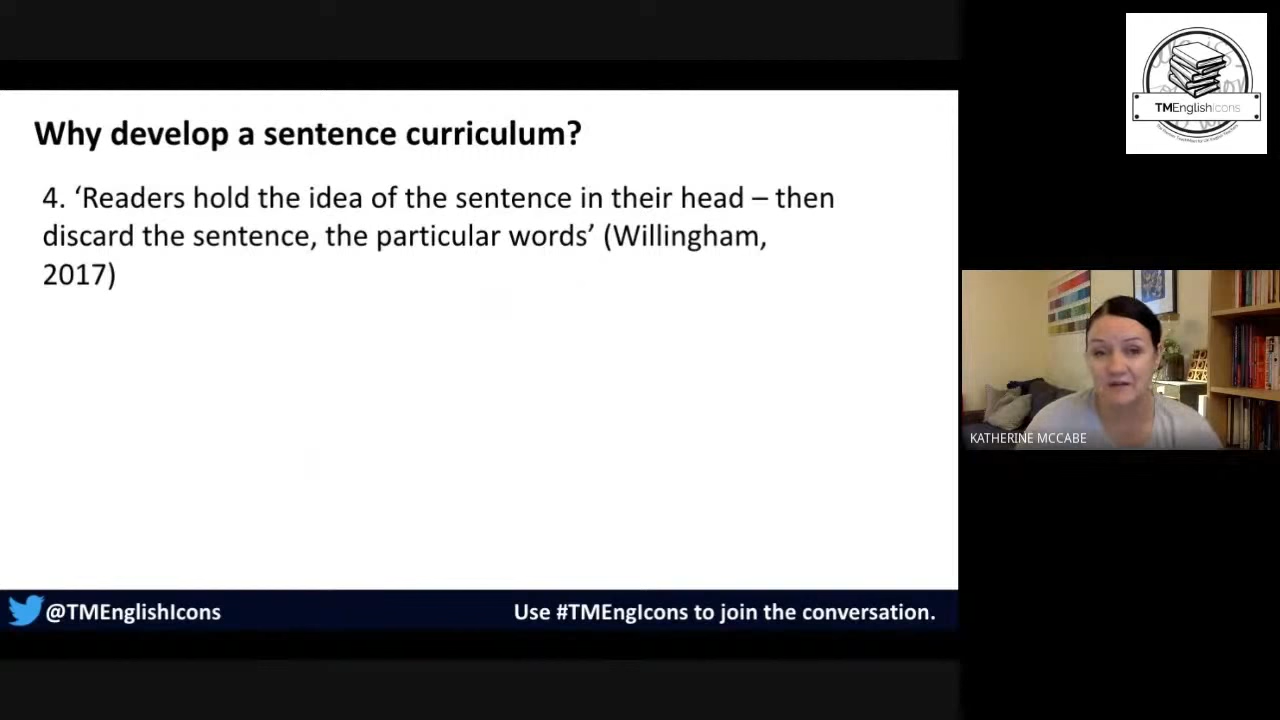 TMEnglishIcons
Why develop a sentence curriculum?
4. ‘Readers hold the idea of the sentence in their head – then
discard the sentence, the particular words’ (Willingham,
2017)
KATHERINE MCCABE
@TMEnglishIcons
Use #TMEngIcons to join the conversation.